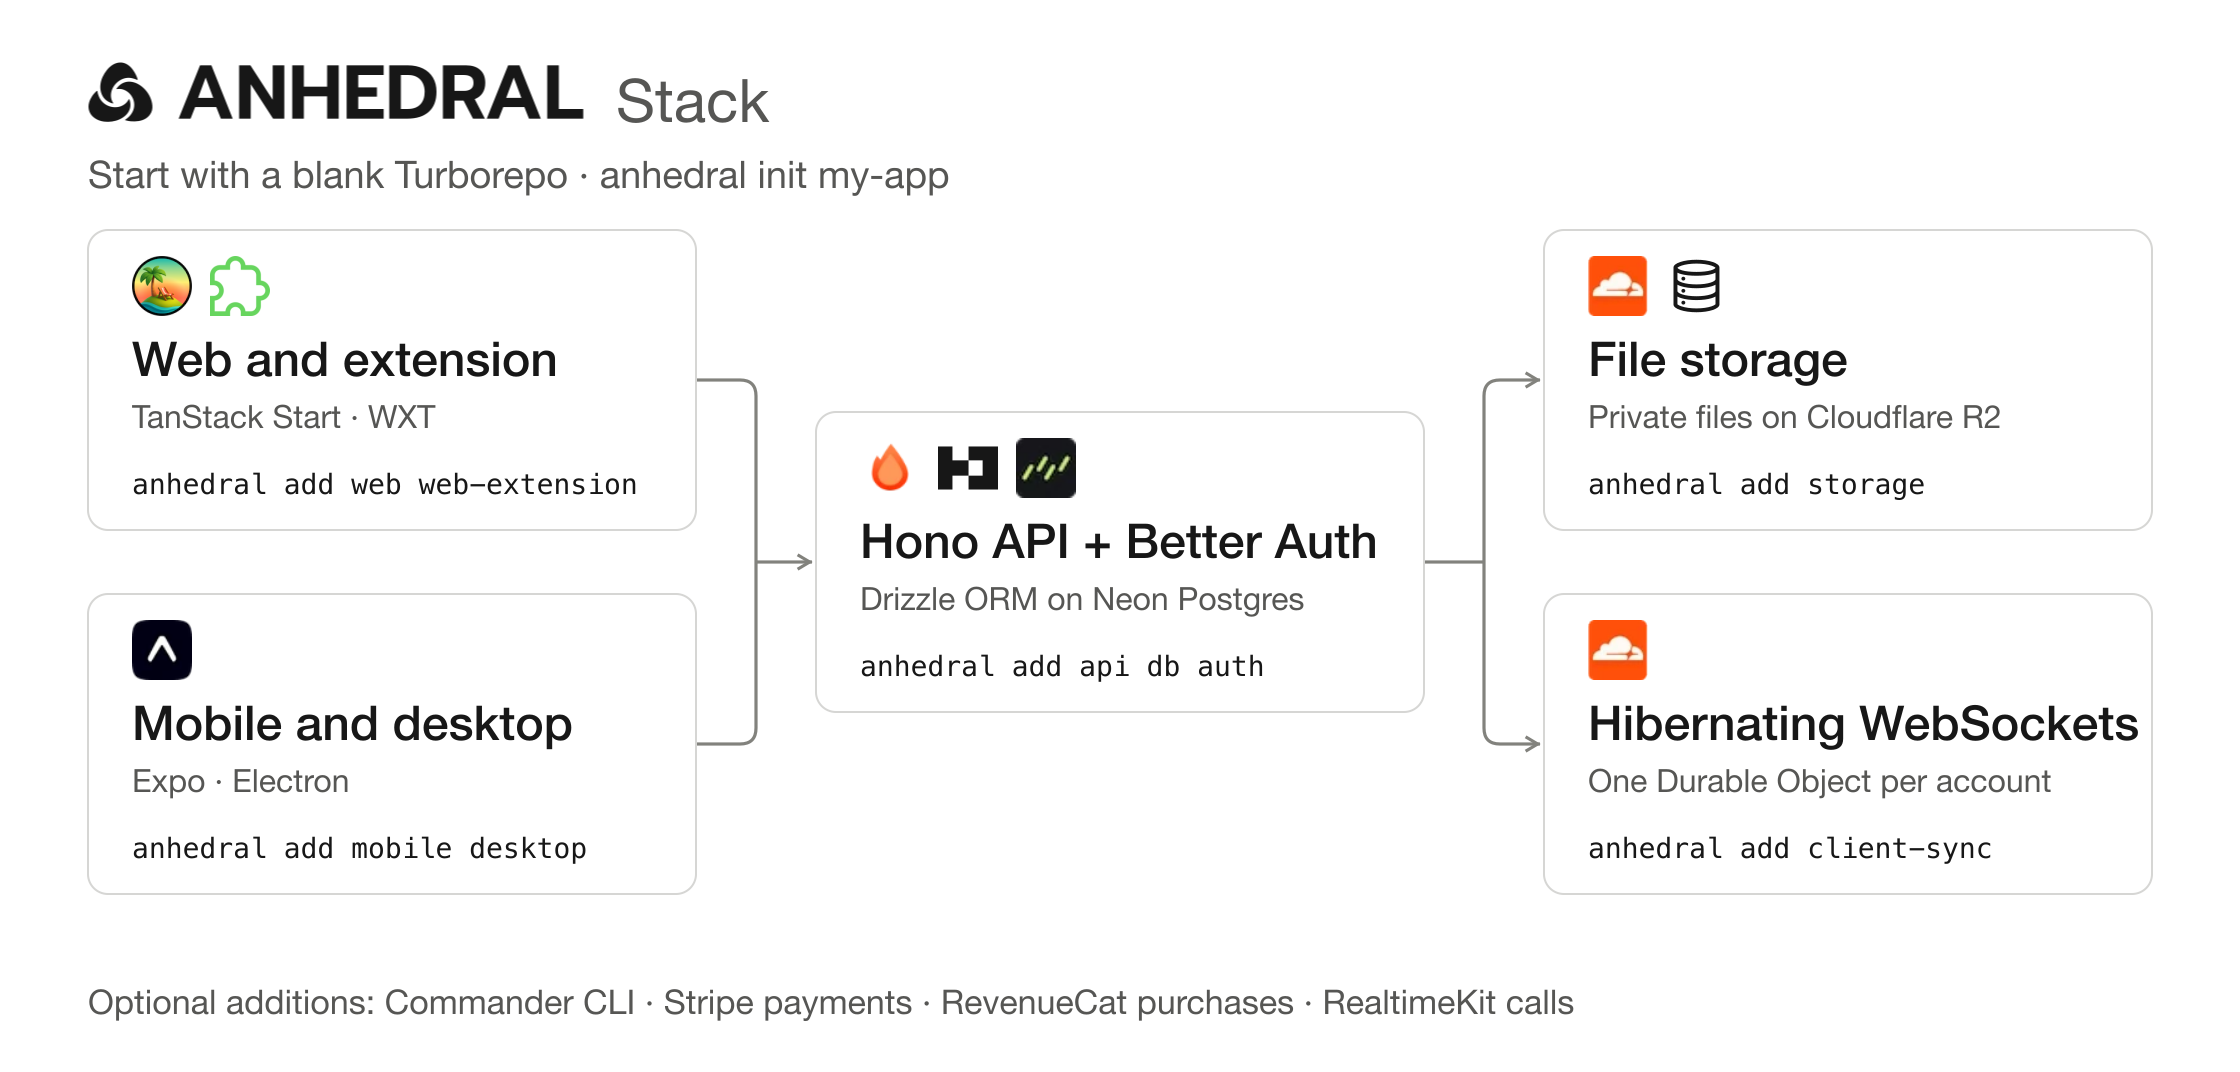 ANHEDRAL Stack
Start with a blank Turborepo · anhedral init my-app
Web and extension
TanStack Start · WXT
anhedral add web web-extension
Mobile and desktop
Expo · Electron
anhedral add mobile desktop
Hono API + Better Auth
Drizzle ORM on Neon Postgres
anhedral add api db auth
File storage
Private files on Cloudflare R2
anhedral add storage
Hibernating WebSockets
One Durable Object per account
anhedral add client-sync
Optional additions: Commander CLI · Stripe payments · RevenueCat purchases · RealtimeKit calls